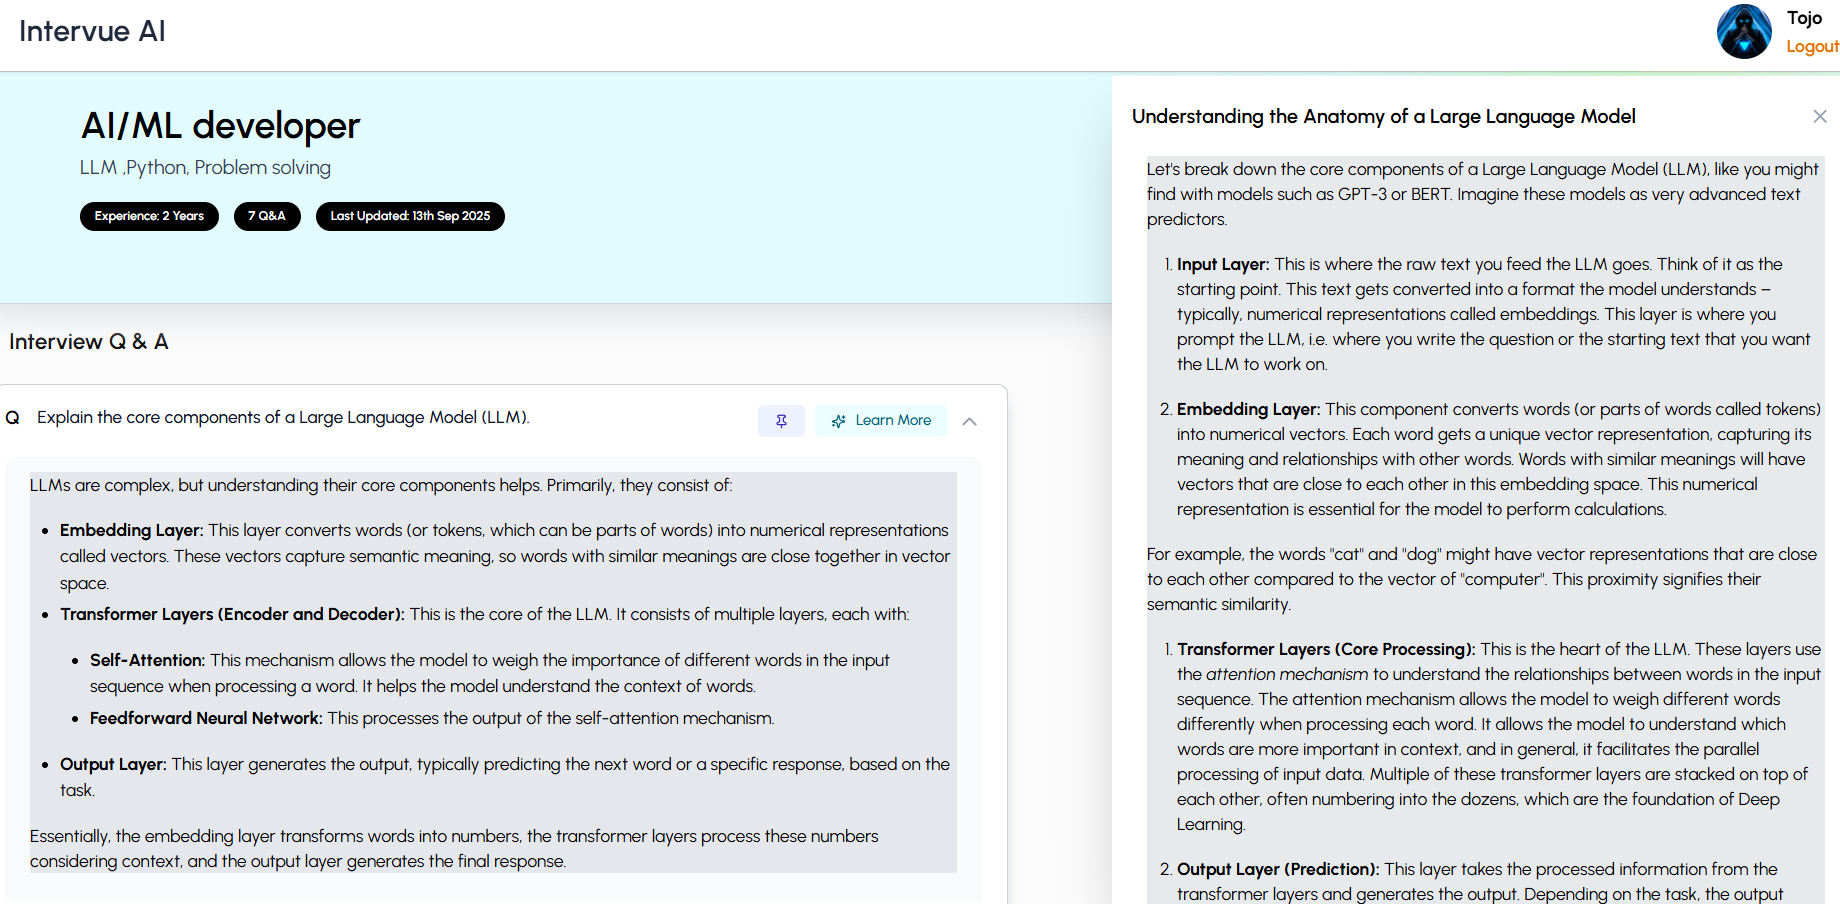 Intervue AI
Tojo
Logout
AI/ML developer
LLM ,Python, Problem solving
Experience: 2 Years
7 Q&A
Last Updated: 13th Sep 2025
Interview Q & A
Q Explain the core components of a Large Language Model (LLM).
Learn More
LLMs are complex, but understanding their core components helps. Primarily, they consist of:
• Embedding Layer: This layer converts words (or tokens, which can be parts of words) into numerical representations
called vectors. These vectors capture semantic meaning, so words with similar meanings are close together in vector
space.
• Transformer Layers (Encoder and Decoder): This is the core of the LLM. It consists of multiple layers, each with:
• Self-Attention: This mechanism allows the model to weigh the importance of different words in the input
sequence when processing a word. It helps the model understand the context of words.
• Feedforward Neural Network: This processes the output of the self-attention mechanism.
• Output Layer: This layer generates the output, typically predicting the next word or a specific response, based on the
task.
Essentially, the embedding layer transforms words into numbers, the transformer layers process these numbers
considering context, and the output layer generates the final response.
Understanding the Anatomy of a Large Language Model
Let's break down the core components of a Large Language Model (LLM), like you might
find with models such as GPT-3 or BERT. Imagine these models as very advanced text
predictors.
1. Input Layer: This is where the raw text you feed the LLM goes. Think of it as the
starting point. This text gets converted into a format the model understands –
typically, numerical representations called embeddings. This layer is where you
prompt the LLM, i.e. where you write the question or the starting text that you want
the LLM to work on.
2. Embedding Layer: This component converts words (or parts of words called tokens)
into numerical vectors. Each word gets a unique vector representation, capturing its
meaning and relationships with other words. Words with similar meanings will have
vectors that are close to each other in this embedding space. This numerical
representation is essential for the model to perform calculations.
For example, the words "cat" and "dog" might have vector representations that are close
to each other compared to the vector of "computer". This proximity signifies their
semantic similarity.
1. Transformer Layers (Core Processing): This is the heart of the LLM. These layers use
the attention mechanism to understand the relationships between words in the input
sequence. The attention mechanism allows the model to weigh different words
differently when processing each word. It allows the model to understand which
words are more important in context, and in general, it facilitates the parallel
processing of input data. Multiple of these transformer layers are stacked on top of
each other, often numbering into the dozens, which are the foundation of Deep
Learning.
2. Output Layer (Prediction): This layer takes the processed information from the
transformer layers and generates the output. Depending on the task, the output